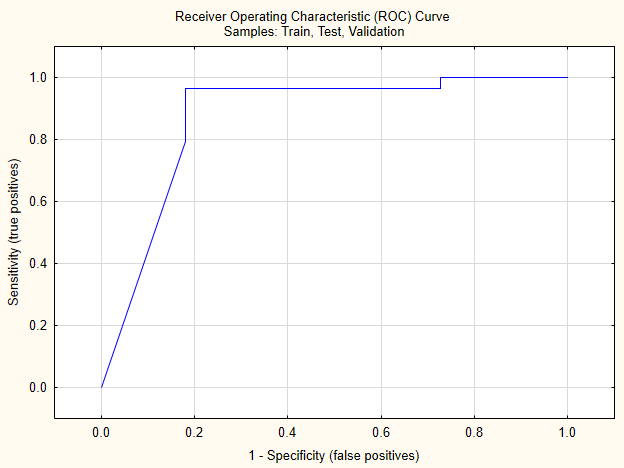 Receiver Operating Characteristic (ROC) Curve
Samples: Train, Test, Validation
Sensitivity (true positives)
1.0
0.8
0.6
0.4
0.2
0.0
0.0 0.2 0.4 0.6 0.8 1.0
1 - Specificity (false positives)